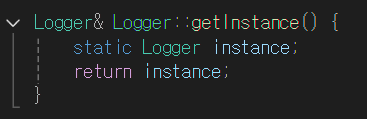 Logger& Logger::getInstance() {
    static Logger instance;
    return instance;
}